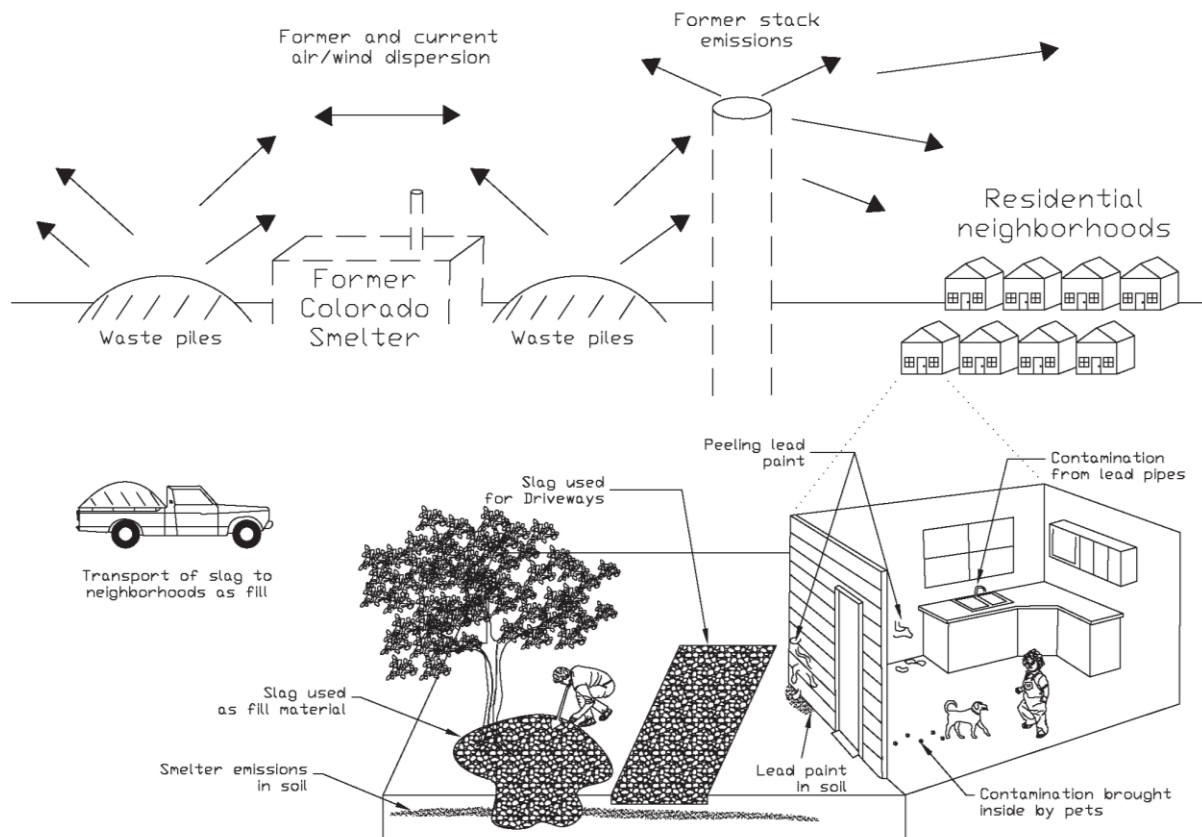 Former and current
air/wind dispersion
Former stack
emissions
Residential
neighborhoods
Former
Colorado
Smelter
Waste piles
Waste piles
Peeling lead
paint
Contamination
from lead pipes
Slag used
for Driveways
Transport of slag to
neighborhoods as fill
Slag used
as fill material
Smelter emissions
in soil
Lead paint
in soil
Contamination brought
inside by pets